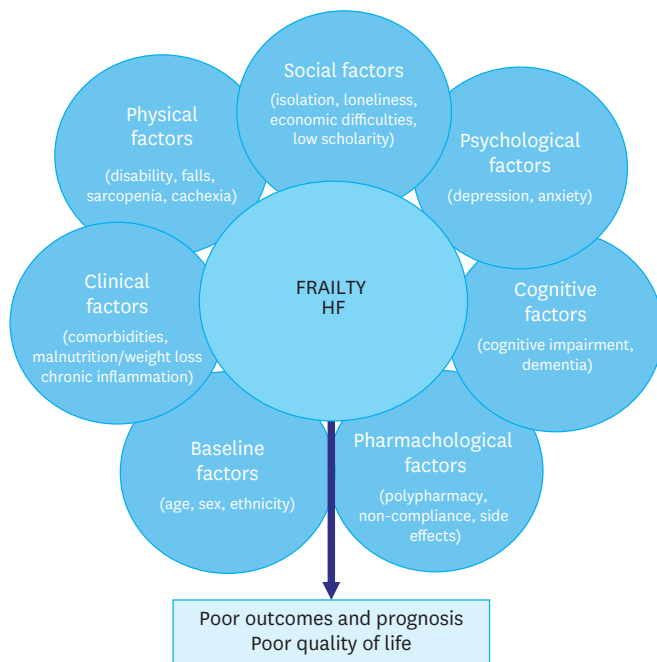 Social factors
(isolation, loneliness,
economic difficulties,
low scholarity)
Physical
factors
(disability, falls,
sarcopenia, cachexia)
Psychological
factors
(depression, anxiety)
Clinical
factors
(comorbidities,
malnutrition/weight loss
chronic inflammation)
FRAILTY
HF
Cognitive
factors
(cognitive impairment,
dementia)
Baseline
factors
(age, sex, ethnicity)
Pharmachological
factors
(polypharmacy,
non-compliance, side
effects)
Poor outcomes and prognosis
Poor quality of life